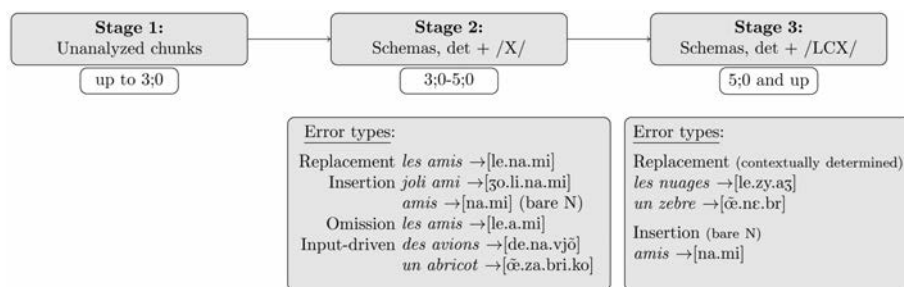 Stage 1:
Unanalyzed chunks
up to 3;0
Stage 2:
Schemas, det + /X/
3;0-5;0
Error types:
Replacement les amis →[le.na.mi]
Insertion joli ami →[ʒo.li.na.mi]
amis →[na.mi] (bare N)
Omission les amis →[le.a.mi]
Input-driven des avions →[de.na.vjõ]
un abricot →[œ̃.za.bri.ko]
Stage 3:
Schemas, det + /LCX/
5;0 and up
Error types:
Replacement (contextually determined)
les nuages →[le.zy.aʒ]
un zebre →[œ̃.nɛ.br]
Insertion (bare N)
amis →[na.mi]